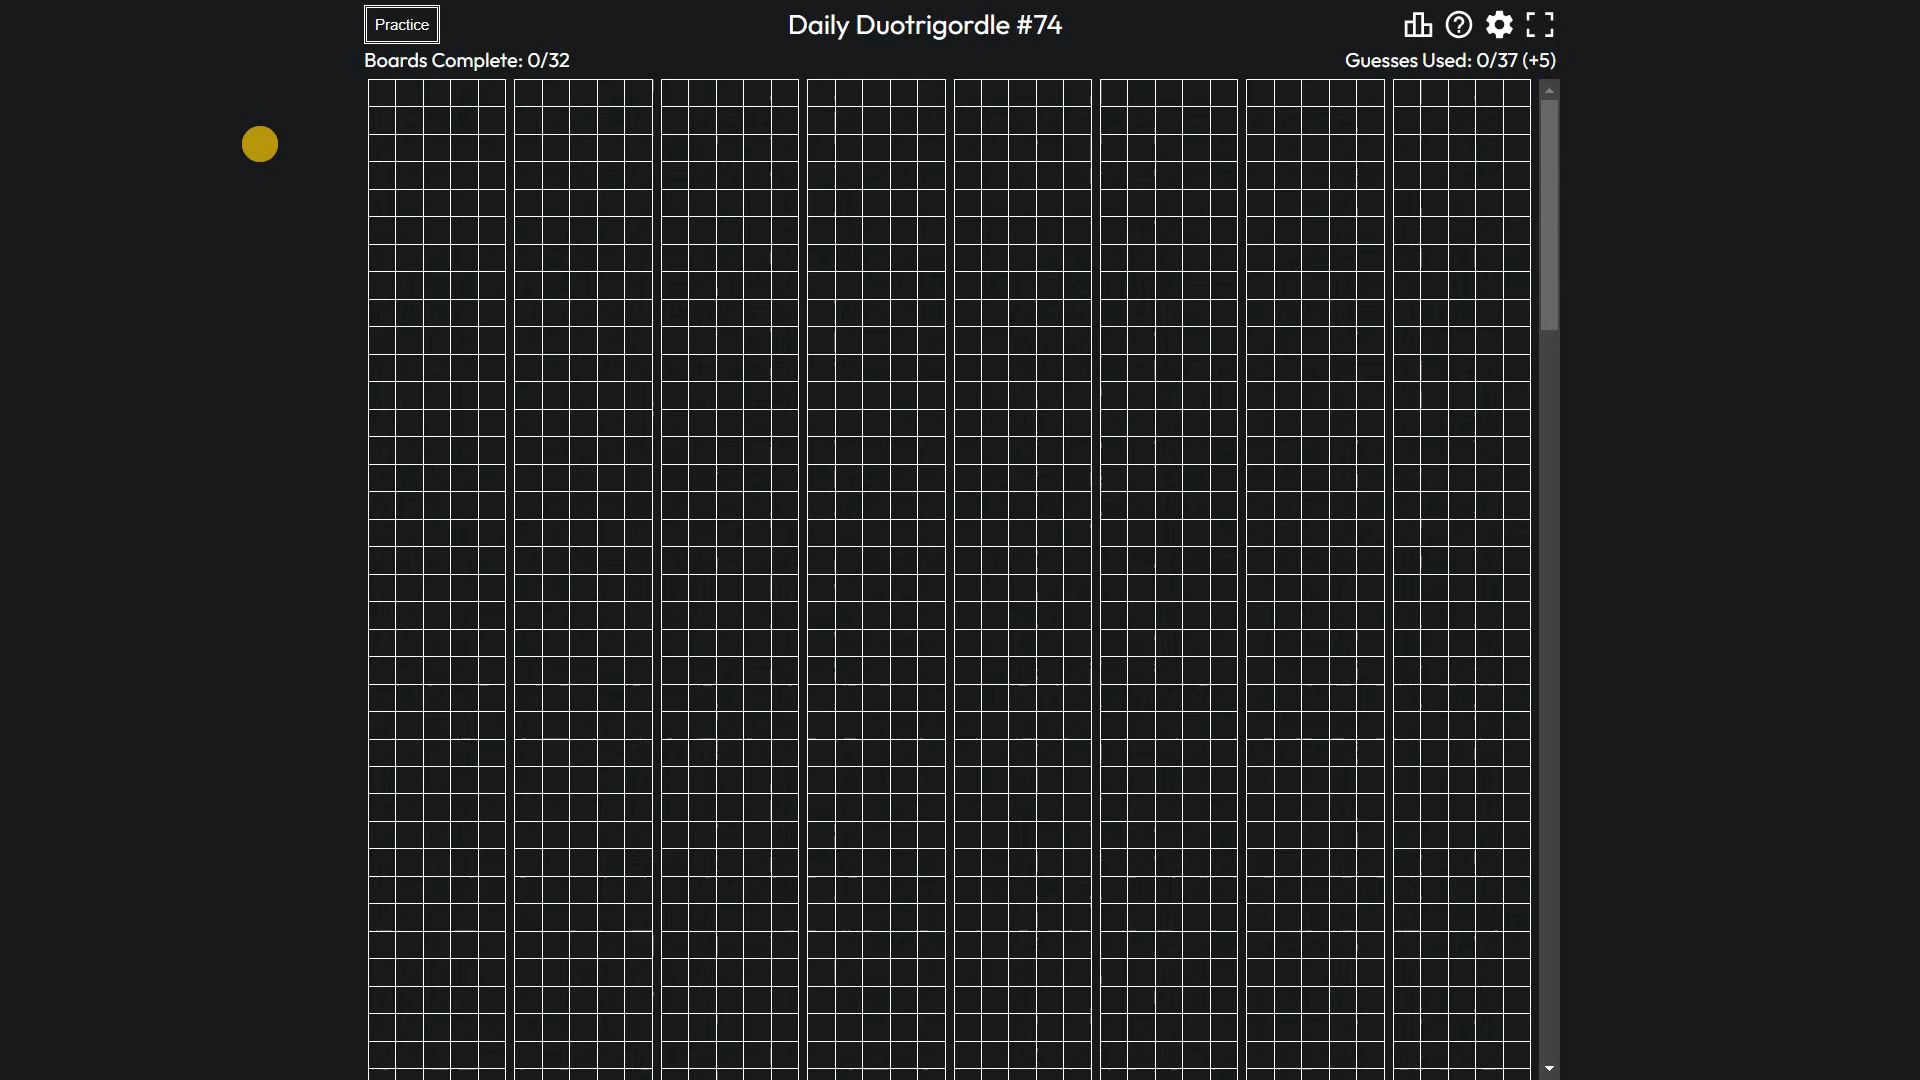 Practice
Daily Duotrigordle #74
Boards Complete: 0/32
Guesses Used: 0/37 (+5)